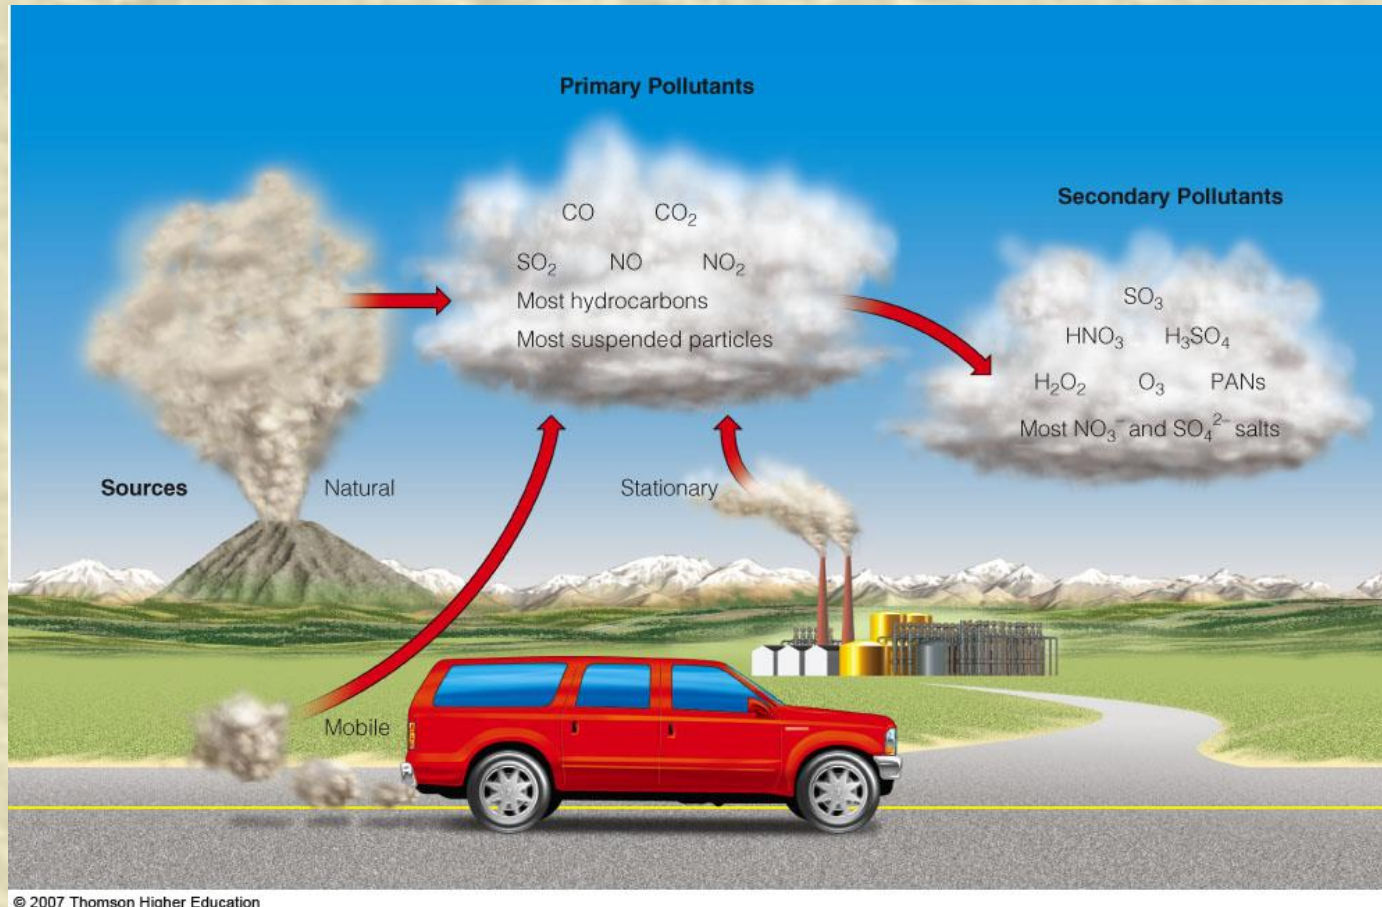 Primary Pollutants
CO CO₂
SO₂ NO NO₂
Most hydrocarbons
Most suspended particles
Secondary Pollutants
SO₃
HNO₃ H₃SO₄
H₂O₂ O₃ PANs
Most NO₃⁻ and SO₄²⁻ salts
Sources Natural
Stationary
Mobile
© 2007 Thomson Higher Education